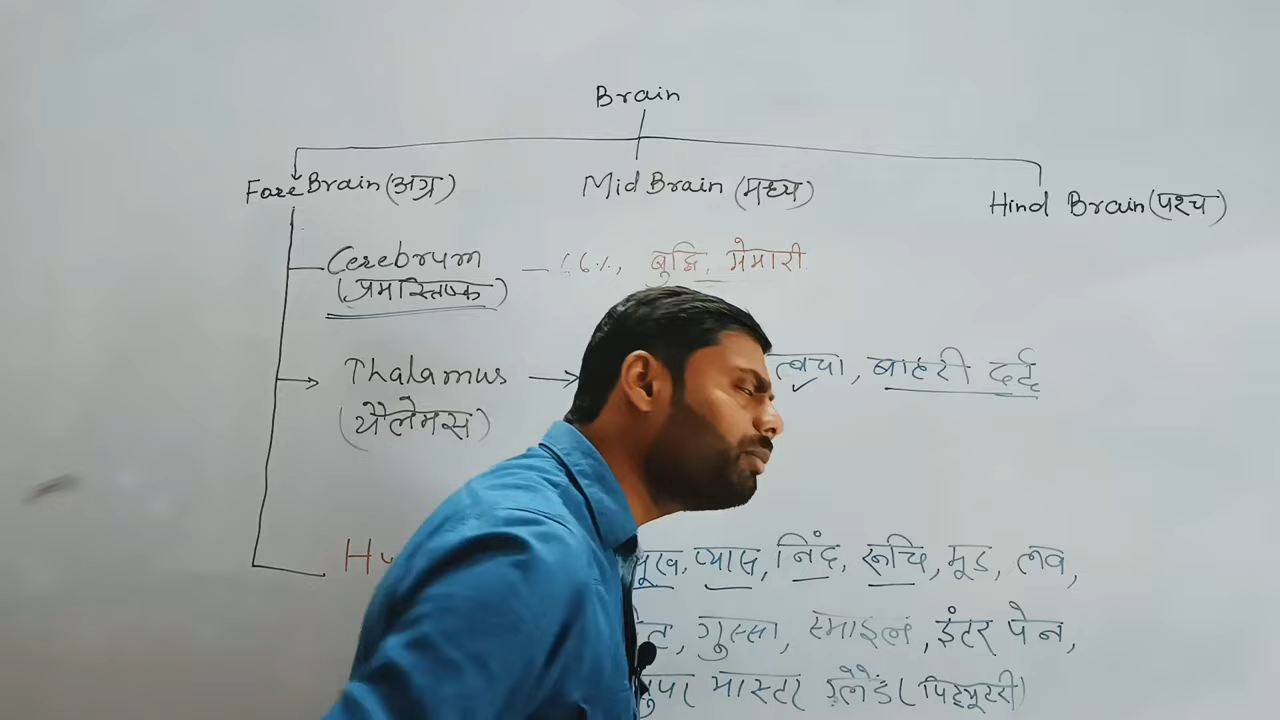 Brain
Fore Brain (अग्र)
Mid Brain (मध्य)
Hind Brain (पश्च)
Cerebrum — 66%, बुद्धि, मेमारी
(प्रमस्तिष्क)
Thalamus → त्वचा, बाहरी दर्द
(थैलेमस)
भूख, प्यास, निंद, रूचि, मूड, लव,
गुस्सा, स्माइल, इंटर पेन,
मास्टर ग्लैंड (पिट्यूटरी)